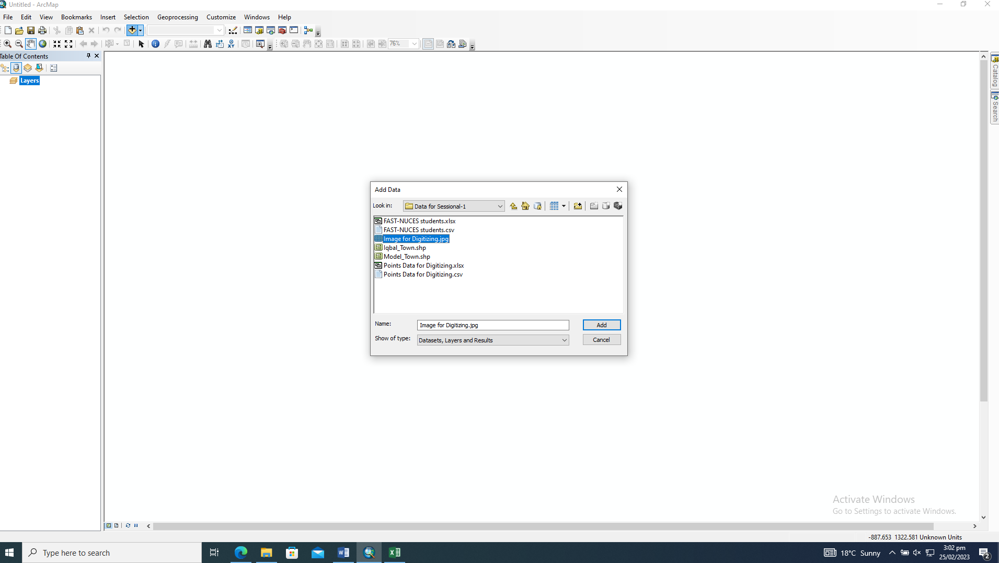 Untitled - ArcMap
File Edit View Bookmarks Insert Selection Geoprocessing Customize Windows Help
76%
Table Of Contents
Layers
Catalog
Search
Add Data
Look in: Data for Sessional-1
FAST-NUCES students.xlsx
FAST-NUCES students.csv
Image for Digitizing.jpg
Iqbal_Town.shp
Model_Town.shp
Points Data for Digitizing.xlsx
Points Data for Digitizing.csv
Name: Image for Digitizing.jpg Add
Show of type: Datasets, Layers and Results Cancel
Activate Windows
Go to Settings to activate Windows.
-887.653 1322.581 Unknown Units
Type here to search
18°C Sunny
3:02 pm
25/02/2023
2